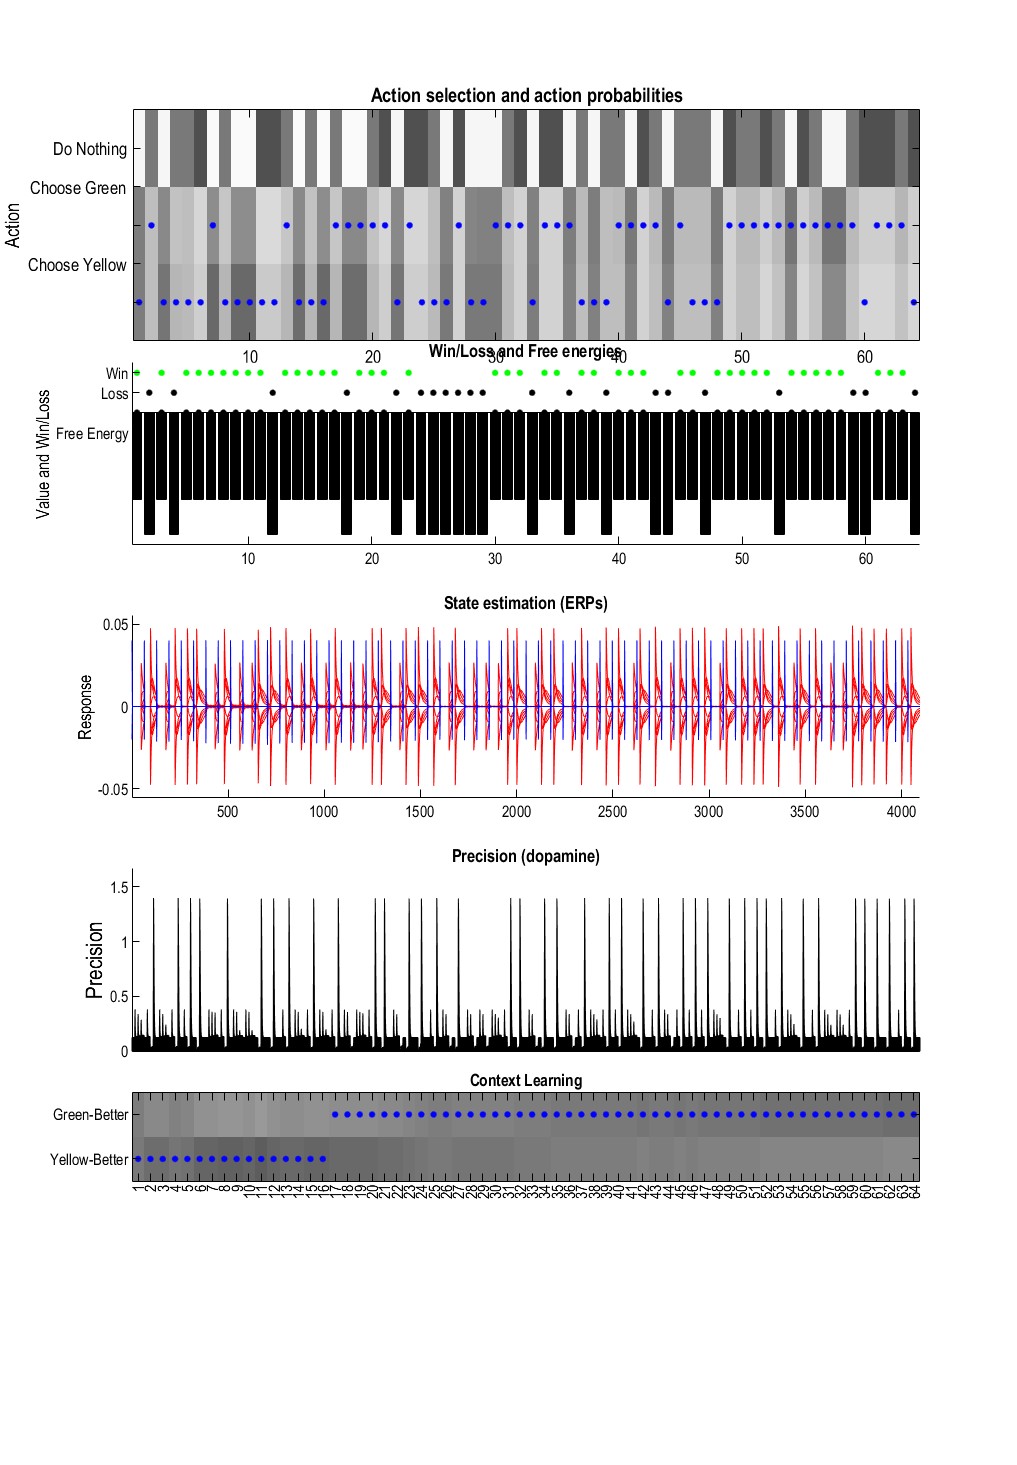 Action selection and action probabilities
Do Nothing
Choose Green
Choose Yellow
Action
10 20 30 40 50 60
Win/Loss and Free energies
Win
Loss
Free Energy
Value and Win/Loss
10 20 30 40 50 60
State estimation (ERPs)
0.05
0
-0.05
Response
500 1000 1500 2000 2500 3000 3500 4000
Precision (dopamine)
1.5
1
0.5
0
Precision
Context Learning
Green-Better
Yellow-Better
1 2 3 4 5 6 7 8 9 10 11 12 13 14 15 16 17 18 19 20 21 22 23 24 25 26 27 28 29 30 31 32 33 34 35 36 37 38 39 40 41 42 43 44 45 46 47 48 49 50 51 52 53 54 55 56 57 58 59 60 61 62 63 64